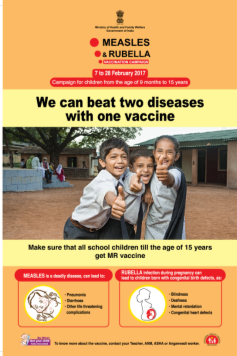 Ministry of Health and Family Welfare
Government of India
MEASLES
& RUBELLA
VACCINATION CAMPAIGN
7 to 28 February 2017
Campaign for children from the age of 9 months to 15 years
We can beat two diseases
with one vaccine
Make sure that all school children till the age of 15 years
get MR vaccine
MEASLES is a deadly disease, can lead to:
• Pneumonia
• Diarrhoea
• Other life threatening
complications
RUBELLA infection during pregnancy can
lead to children born with congenital birth defects, as:
• Blindness
• Deafness
• Mental retardation
• Congenital heart defects
To know more about the vaccine, contact your Teacher, ANM, ASHA or Anganwadi worker.